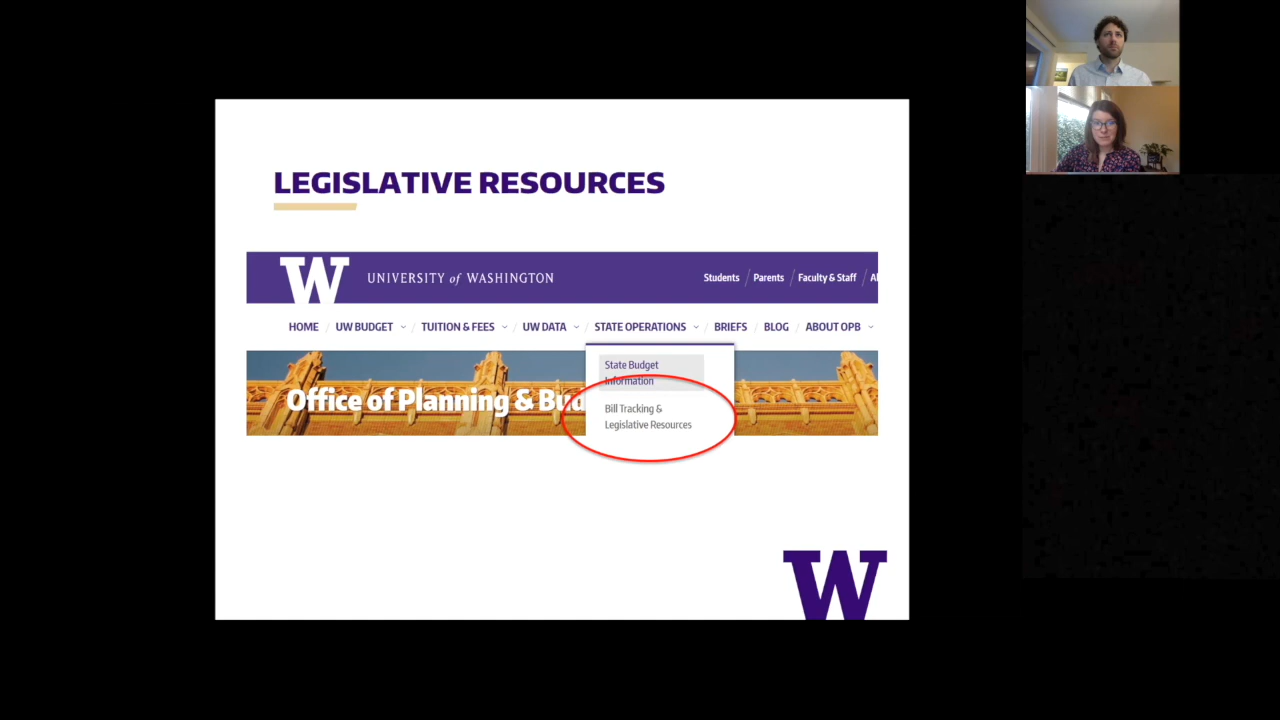 LEGISLATIVE RESOURCES
W UNIVERSITY of WASHINGTON
Students / Parents / Faculty & Staff /
HOME / UW BUDGET / TUITION & FEES / UW DATA / STATE OPERATIONS / BRIEFS / BLOG / ABOUT OPB
State Budget
Information
Office of Planning & Bud
Bill Tracking &
Legislative Resources
W